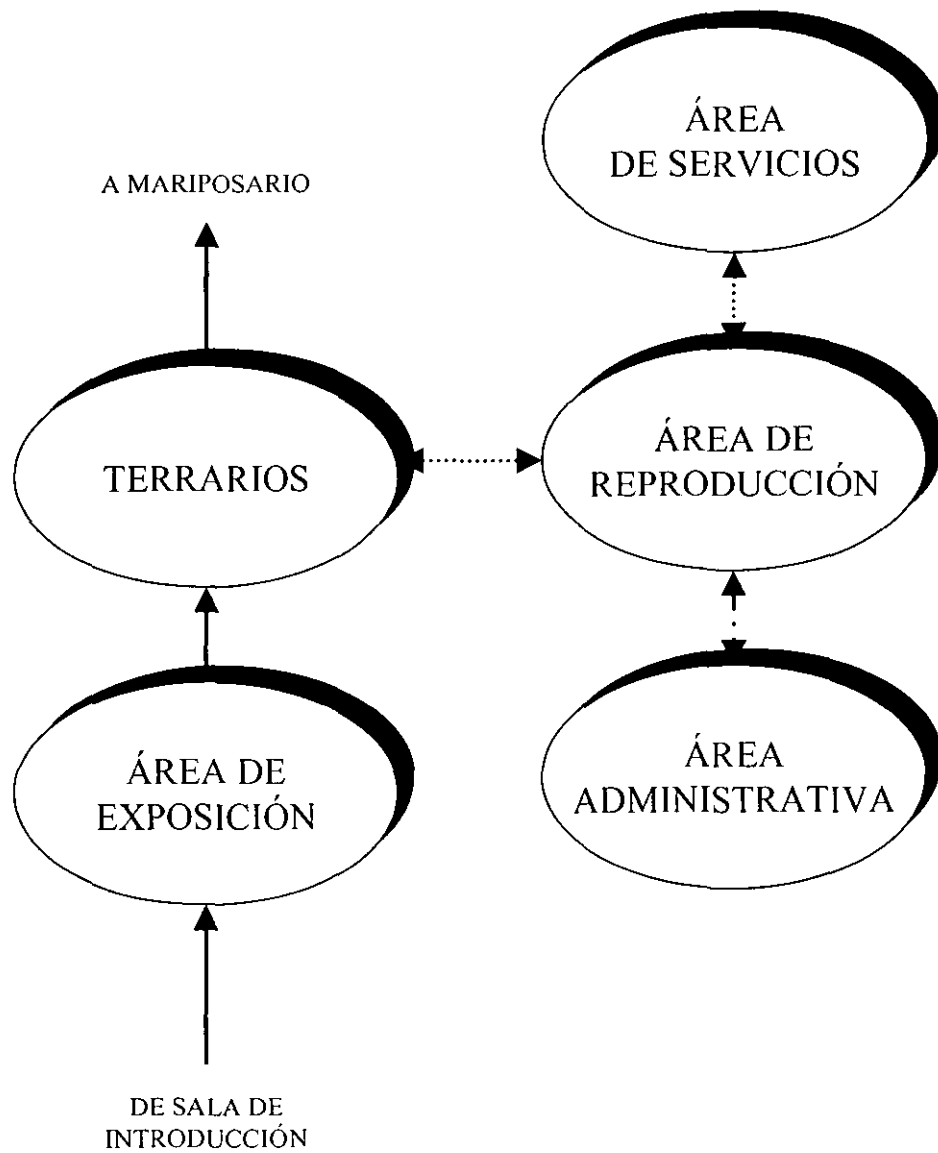 ÁREA
DE SERVICIOS
A MARIPOSARIO
TERRARIOS
ÁREA DE
REPRODUCCIÓN
ÁREA DE
EXPOSICIÓN
ÁREA
ADMINISTRATIVA
DE SALA DE
INTRODUCCIÓN